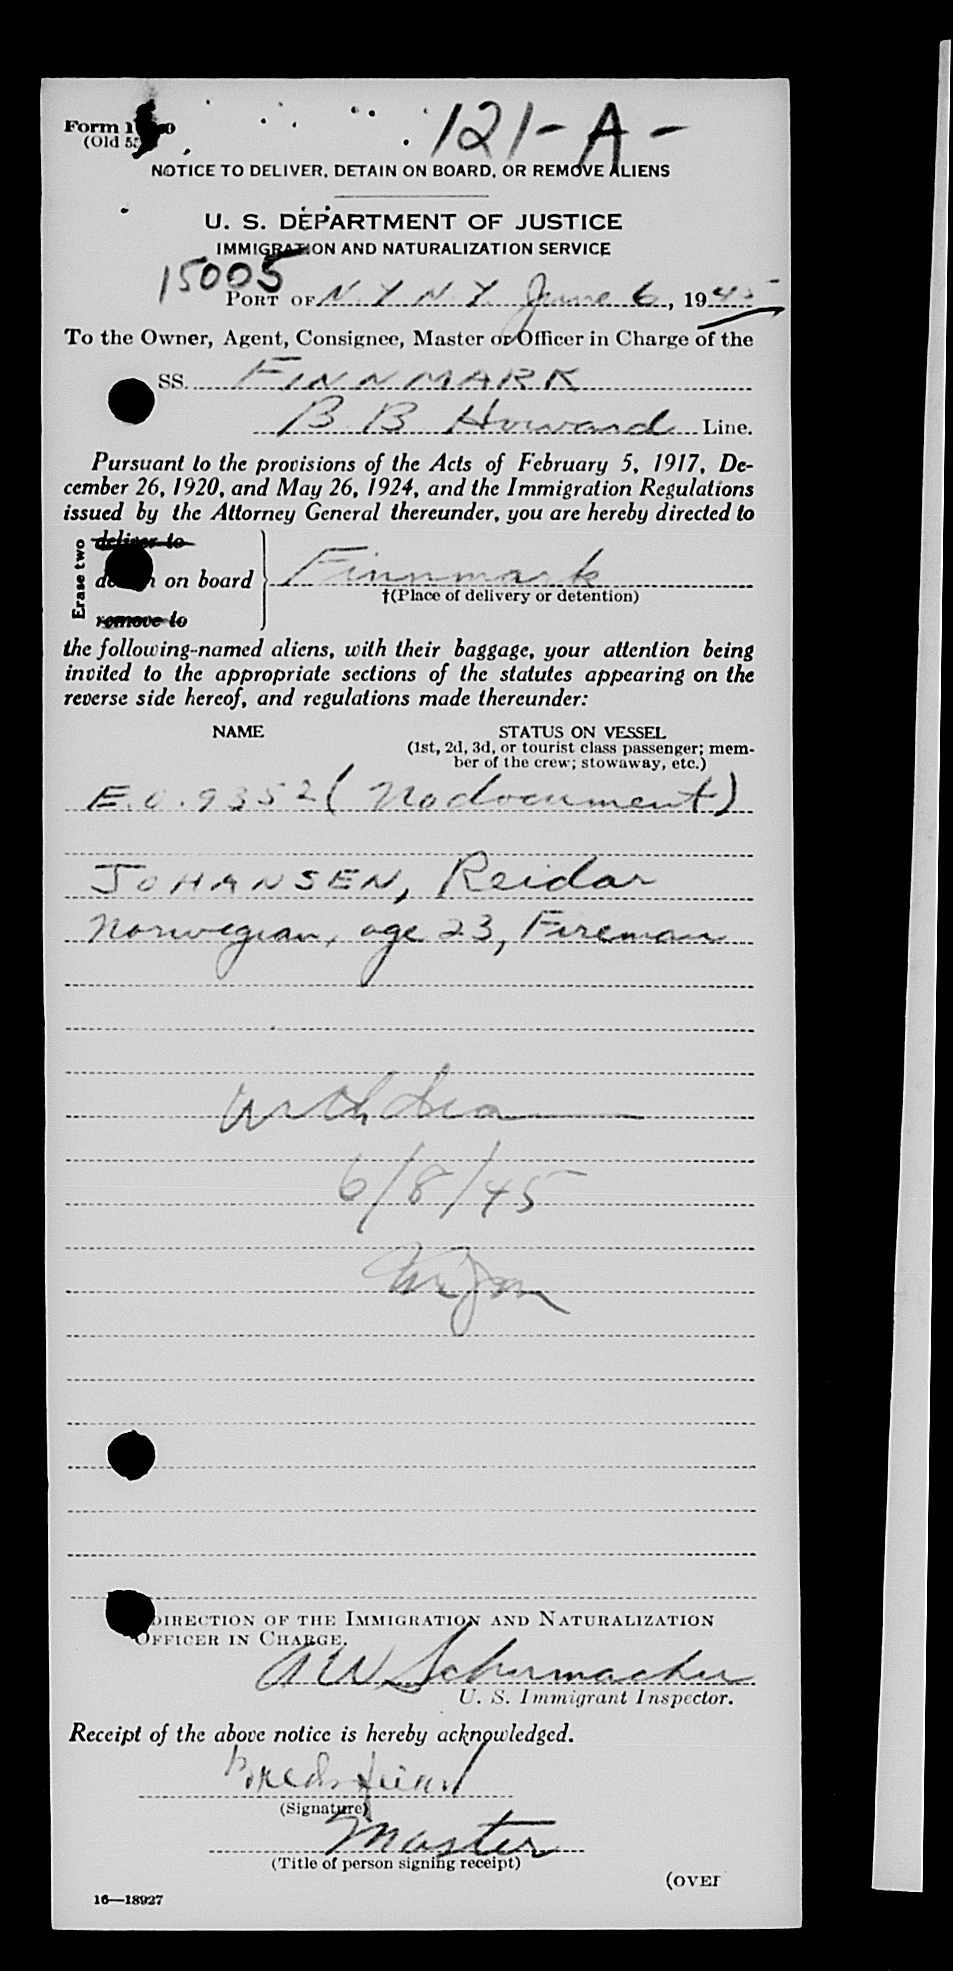 121-A-
Form 1
(Old 55
NOTICE TO DELIVER, DETAIN ON BOARD, OR REMOVE ALIENS
U. S. DEPARTMENT OF JUSTICE
IMMIGRATION AND NATURALIZATION SERVICE
15005
PORT OF N.Y. N.Y. June 6, 1945
To the Owner, Agent, Consignee, Master or Officer in Charge of the
SS. FINNMARK
B B Howard Line.
Pursuant to the provisions of the Acts of February 5, 1917, De-
cember 26, 1920, and May 26, 1924, and the Immigration Regulations
issued by the Attorney General thereunder, you are hereby directed to
Erase two
deliver to
detain on board } Finnmark
†(Place of delivery or detention)
remove to
the following-named aliens, with their baggage, your attention being
invited to the appropriate sections of the statutes appearing on the
reverse side hereof, and regulations made thereunder:
NAME STATUS ON VESSEL
(1st, 2d, 3d, or tourist class passenger; mem-
ber of the crew; stowaway, etc.)
E.O. 9352 (No document)
JOHANSEN, Reidar
Norwegian, age 23, Fireman
6/8/45
DIRECTION OF THE IMMIGRATION AND NATURALIZATION
OFFICER IN CHARGE.
A W Schurmacher
U. S. Immigrant Inspector.
Receipt of the above notice is hereby acknowledged.
(Signature)
Master
(Title of person signing receipt)
(OVER
16—18927